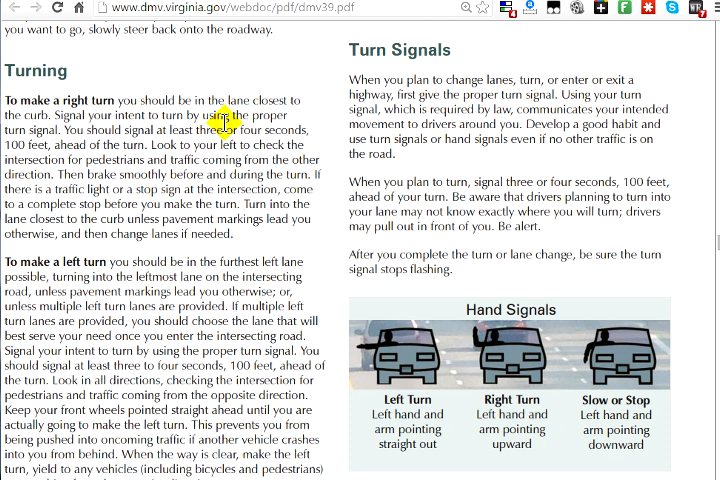 www.dmv.virginia.gov/webdoc/pdf/dmv39.pdf
you want to go, slowly steer back onto the roadway.
Turning
To make a right turn you should be in the lane closest to
the curb. Signal your intent to turn by using the proper
turn signal. You should signal at least three or four seconds,
100 feet, ahead of the turn. Look to your left to check the
intersection for pedestrians and traffic coming from the other
direction. Then brake smoothly before and during the turn. If
there is a traffic light or a stop sign at the intersection, come
to a complete stop before you make the turn. Turn into the
lane closest to the curb unless pavement markings lead you
otherwise, and then change lanes if needed.
To make a left turn you should be in the furthest left lane
possible, turning into the leftmost lane on the intersecting
road, unless pavement markings lead you otherwise; or,
unless multiple left turn lanes are provided. If multiple left
turn lanes are provided, you should choose the lane that will
best serve your need once you enter the intersecting road.
Signal your intent to turn by using the proper turn signal. You
should signal at least three or four seconds, 100 feet, ahead of
the turn. Look in all directions, checking the intersection for
pedestrians and traffic coming from the opposite direction.
Keep your front wheels pointed straight ahead until you are
actually going to make the left turn. This prevents you from
being pushed into oncoming traffic if another vehicle crashes
into you from behind. When the way is clear, make the left
turn, yield to any vehicles (including bicycles and pedestrians)
Turn Signals
When you plan to change lanes, turn, or enter or exit a
highway, first give the proper turn signal. Using your turn
signal, which is required by law, communicates your intended
movement to drivers around you. Develop a good habit and
use turn signals or hand signals even if no other traffic is on
the road.
When you plan to turn, signal three or four seconds, 100 feet,
ahead of your turn. Be aware that drivers planning to turn into
your lane may not know exactly where you will turn; drivers
may pull out in front of you. Be alert.
After you complete the turn or lane change, be sure the turn
signal stops flashing.
Hand Signals
Left Turn
Left hand and
arm pointing
straight out
Right Turn
Left hand and
arm pointing
upward
Slow or Stop
Left hand and
arm pointing
downward